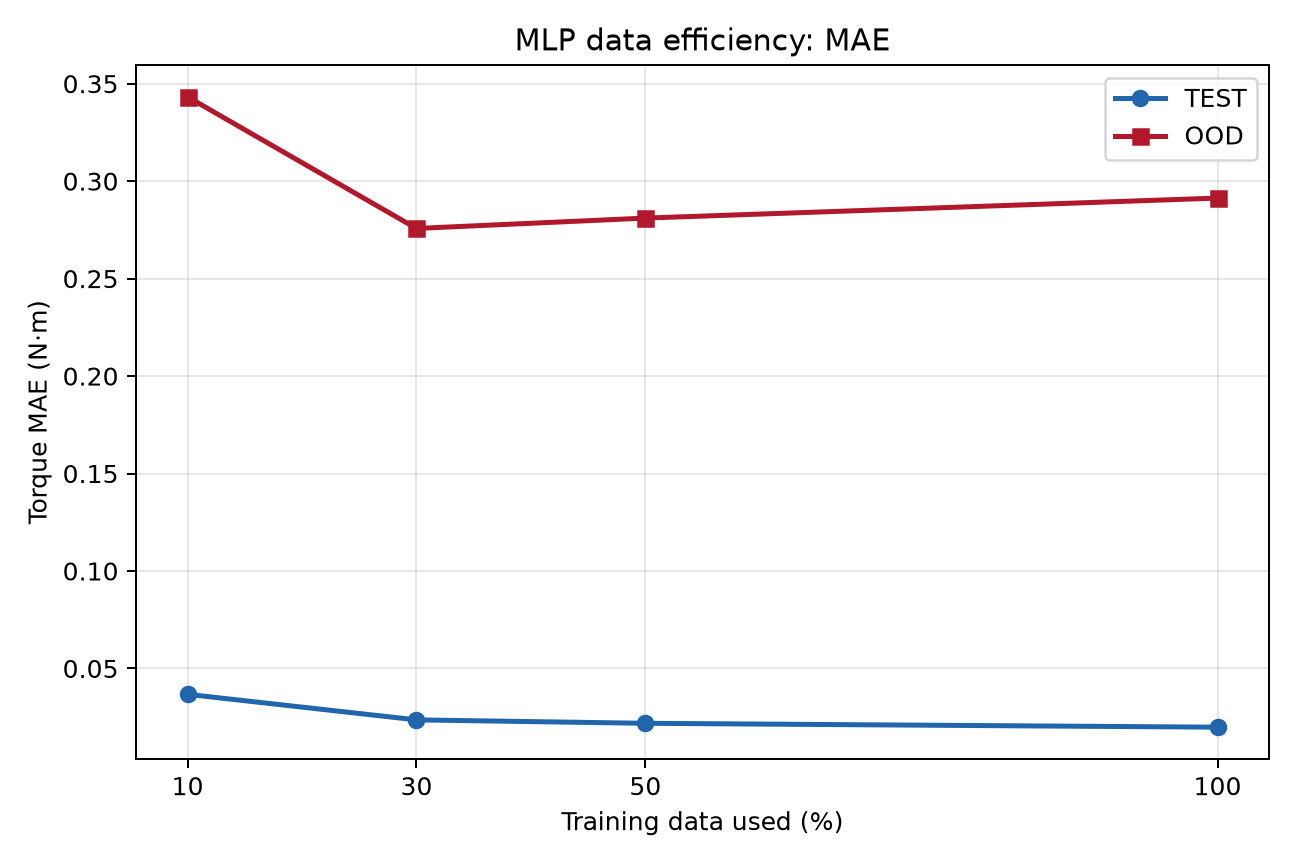 MLP data efficiency: MAE
TEST
OOD
0.35
0.30
0.25
0.20
0.15
0.10
0.05
Torque MAE (N·m)
10 30 50 100
Training data used (%)